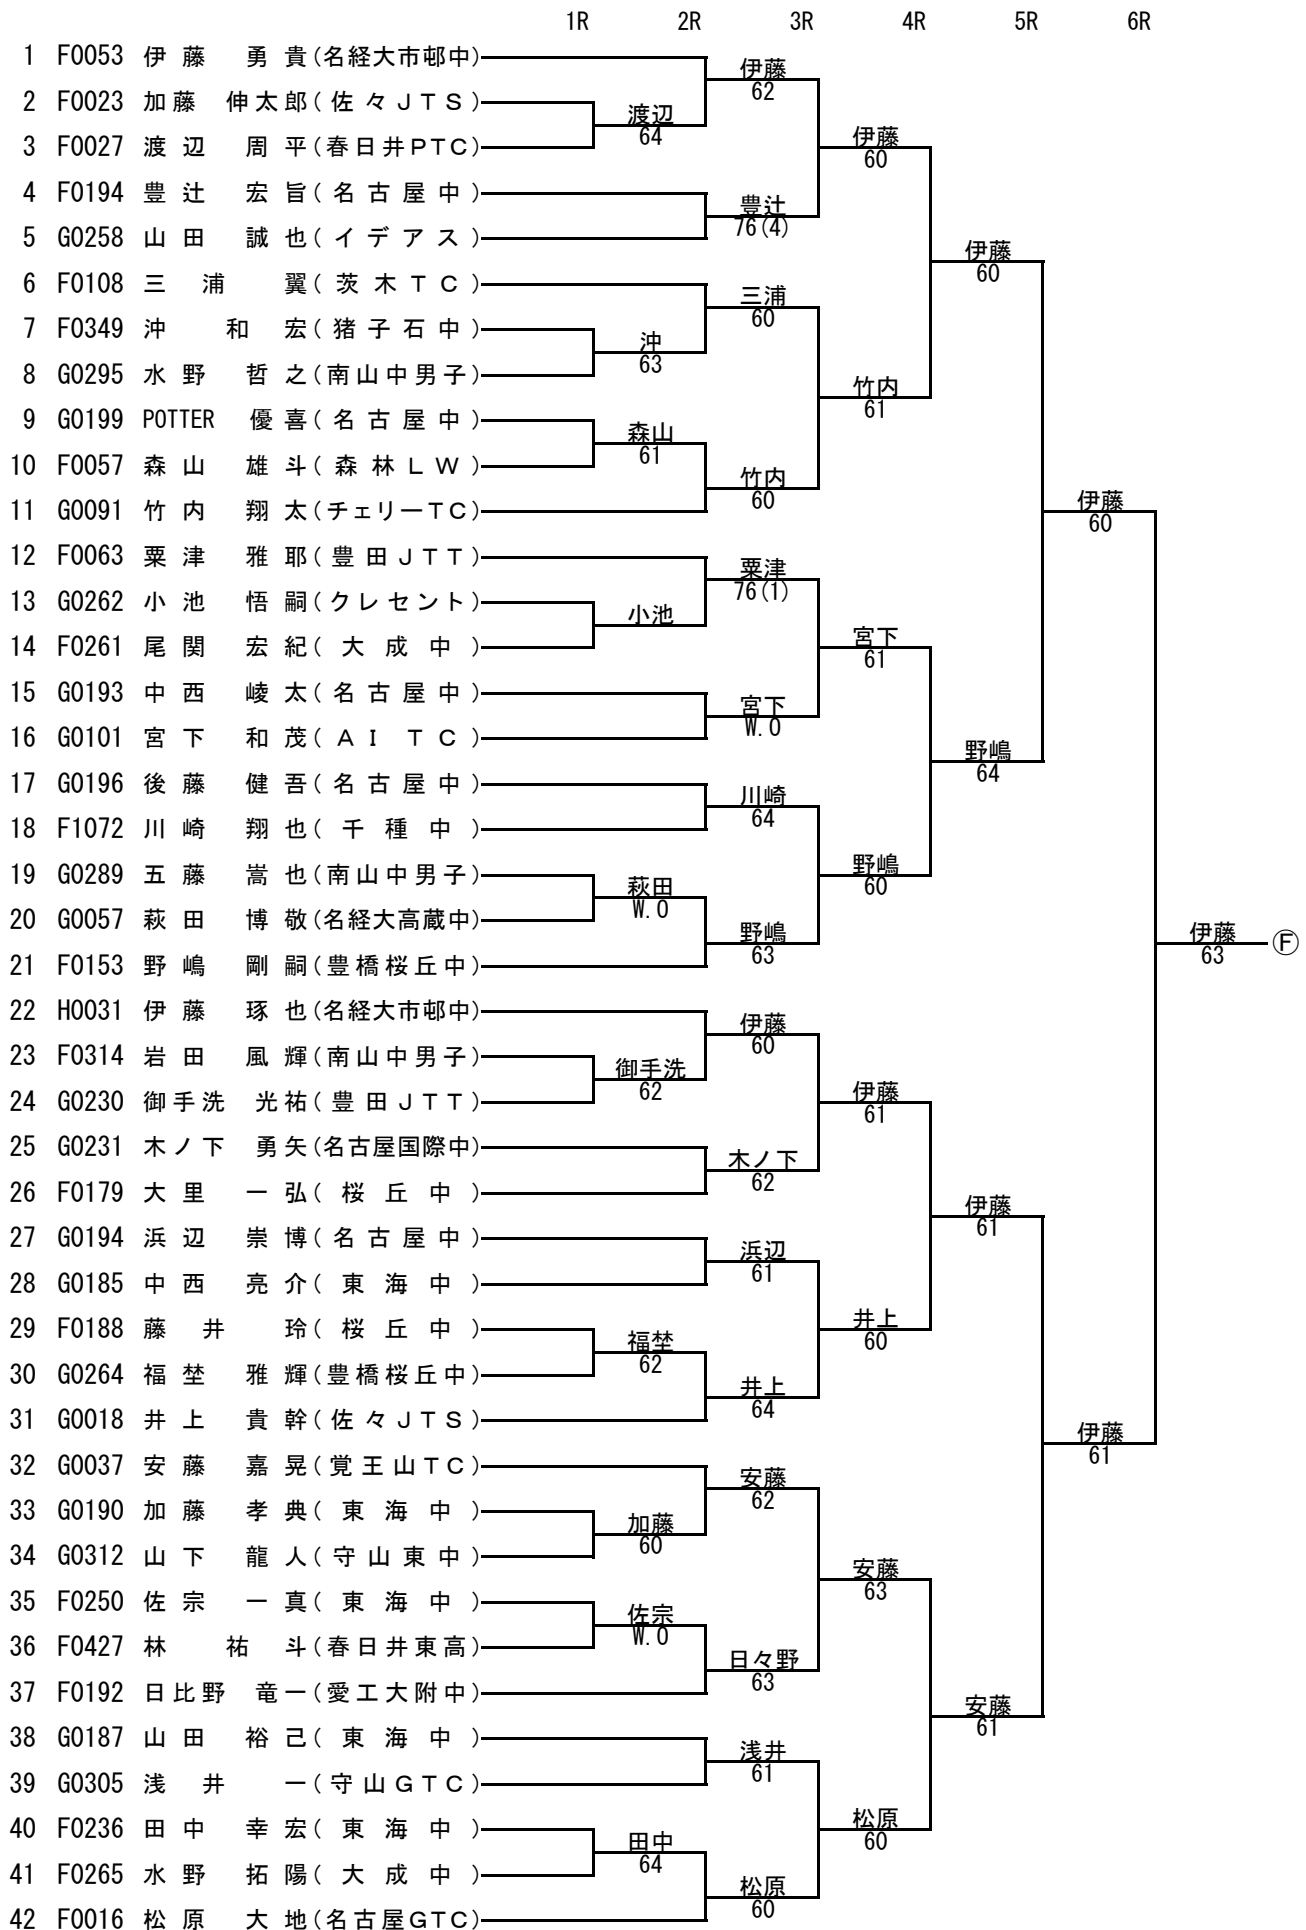 1R 2R 3R 4R 5R 6R
1 F0053 伊藤 勇貴(名経大市邨中)
伊藤
62
2 F0023 加藤 伸太郎(佐々JTS)
渡辺
64
3 F0027 渡辺 周平(春日井PTC)
伊藤
60
4 F0194 豊辻 宏旨(名古屋中)
豊辻
76(4)
5 G0258 山田 誠也(イデアス)
伊藤
60
6 F0108 三浦 翼(茨木TC)
三浦
60
7 F0349 沖 和宏(猪子石中)
沖
63
8 G0295 水野 哲之(南山中男子)
竹内
61
9 G0199 POTTER 優喜(名古屋中)
森山
61
10 F0057 森山 雄斗(森林LW)
竹内
60
11 G0091 竹内 翔太(チェリーTC)
伊藤
60
12 F0063 粟津 雅耶(豊田JTT)
粟津
76(1)
13 G0262 小池 悟嗣(クレセント)
小池
14 F0261 尾関 宏紀(大成中)
宮下
61
15 G0193 中西 崚太(名古屋中)
宮下
W.O
16 G0101 宮下 和茂(AI TC)
野嶋
64
17 G0196 後藤 健吾(名古屋中)
川崎
64
18 F1072 川崎 翔也(千種中)
野嶋
60
19 G0289 五藤 嵩也(南山中男子)
萩田
W.O
20 G0057 萩田 博敬(名経大高蔵中)
野嶋
63
21 F0153 野嶋 剛嗣(豊橋桜丘中)
伊藤
63
Ⓕ
22 H0031 伊藤 琢也(名経大市邨中)
伊藤
60
23 F0314 岩田 風輝(南山中男子)
御手洗
62
24 G0230 御手洗 光祐(豊田JTT)
伊藤
61
25 G0231 木ノ下 勇矢(名古屋国際中)
木ノ下
62
26 F0179 大里 一弘(桜丘中)
伊藤
61
27 G0194 浜辺 崇博(名古屋中)
浜辺
61
28 G0185 中西 亮介(東海中)
井上
60
29 F0188 藤井 玲(桜丘中)
福埜
62
30 G0264 福埜 雅輝(豊橋桜丘中)
井上
64
31 G0018 井上 貴幹(佐々JTS)
伊藤
61
32 G0037 安藤 嘉晃(覚王山TC)
安藤
62
33 G0190 加藤 孝典(東海中)
加藤
60
34 G0312 山下 龍人(守山東中)
安藤
63
35 F0250 佐宗 一真(東海中)
佐宗
W.O
36 F0427 林 祐斗(春日井東高)
日々野
63
37 F0192 日比野 竜一(愛工大附中)
安藤
61
38 G0187 山田 裕己(東海中)
浅井
61
39 G0305 浅井 一(守山GTC)
松原
60
40 F0236 田中 幸宏(東海中)
田中
64
41 F0265 水野 拓陽(大成中)
松原
60
42 F0016 松原 大地(名古屋GTC)